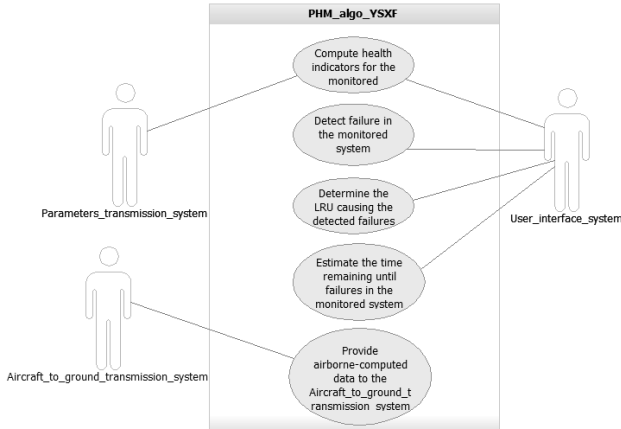 PHM_algo_YSXF
Compute health
indicators for the
monitored
Detect failure in
the monitored
system
Parameters_transmission_system
Determine the
LRU causing the
detected failures
User_interface_system
Estimate the time
remaining until
failures in the
monitored system
Aircraft_to_ground_transmission_system
Provide
airborne-computed
data to the
Aircraft_to_ground_t
ransmission system